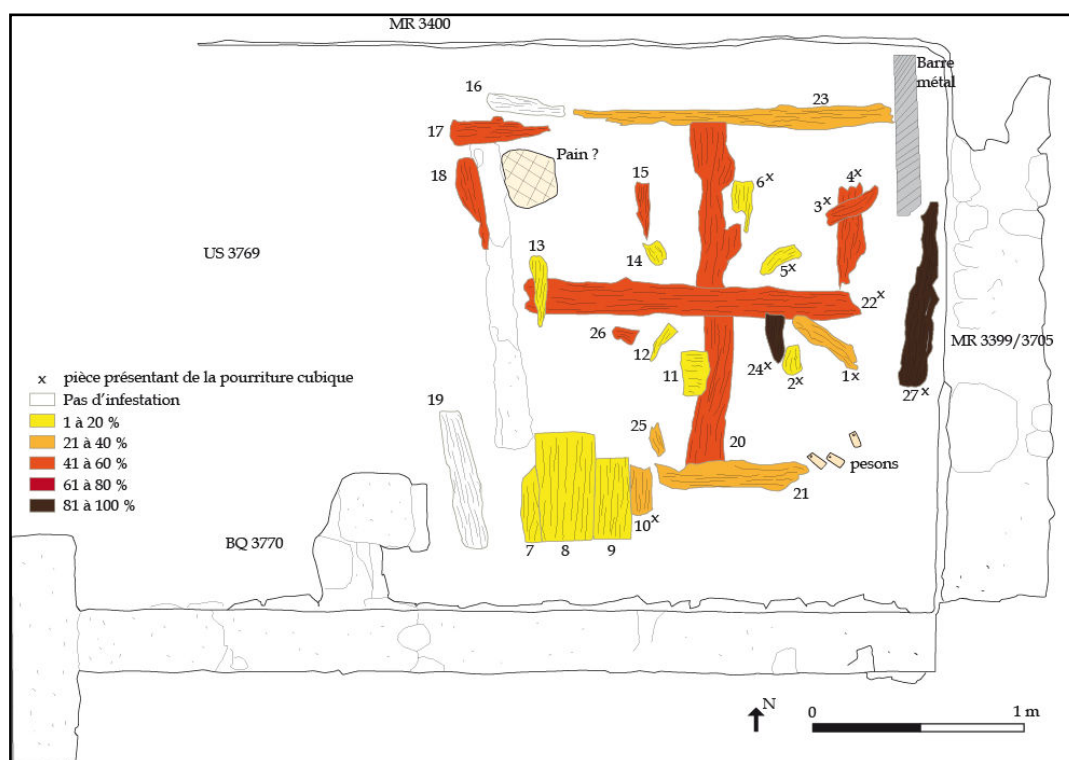 MR 3400
Barre
métal
16
23
17
Pain ?
15
6x
4x
18
3x
US 3769
13
14
5x
22x
26
12
MR 3399/3705
24x
2x
1x
11
27x
x pièce présentant de la pourriture cubique
Pas d'infestation
1 à 20 %
21 à 40 %
41 à 60 %
61 à 80 %
81 à 100 %
19
25
20
pesons
21
10x
BQ 3770
7
8
9
N
0
1 m